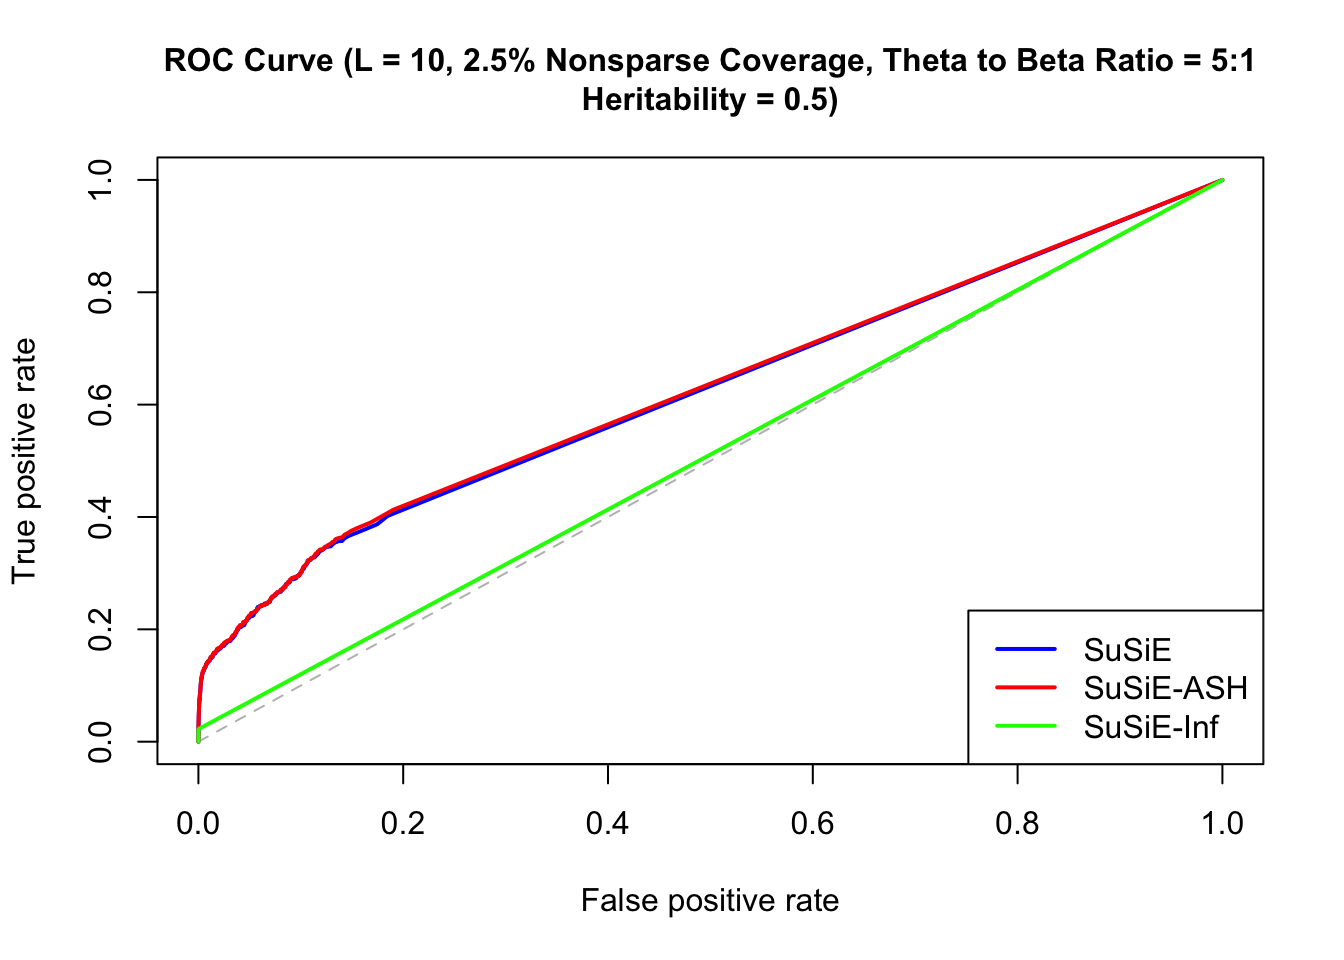 ROC Curve (L = 10, 2.5% Nonsparse Coverage, Theta to Beta Ratio = 5:1
Heritability = 0.5)
True positive rate
1.0
0.8
0.6
0.4
0.2
0.0
SuSiE
SuSiE-ASH
SuSiE-Inf
0.0 0.2 0.4 0.6 0.8 1.0
False positive rate